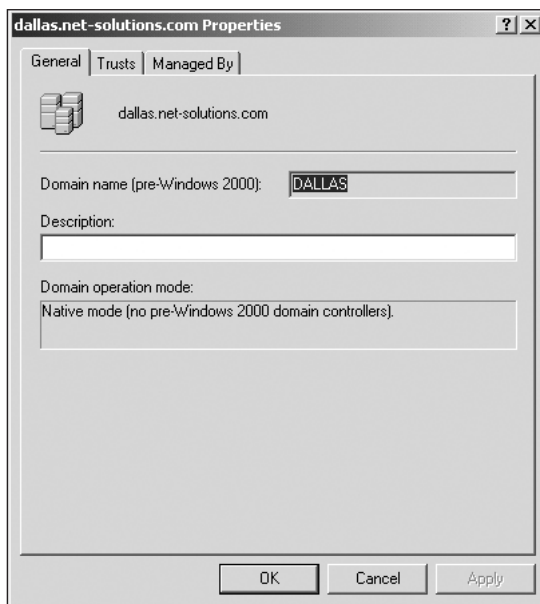 dallas.net-solutions.com Properties
? X
General Trusts Managed By
dallas.net-solutions.com
Domain name (pre-Windows 2000): DALLAS
Description:
Domain operation mode:
Native mode (no pre-Windows 2000 domain controllers).
OK Cancel Apply